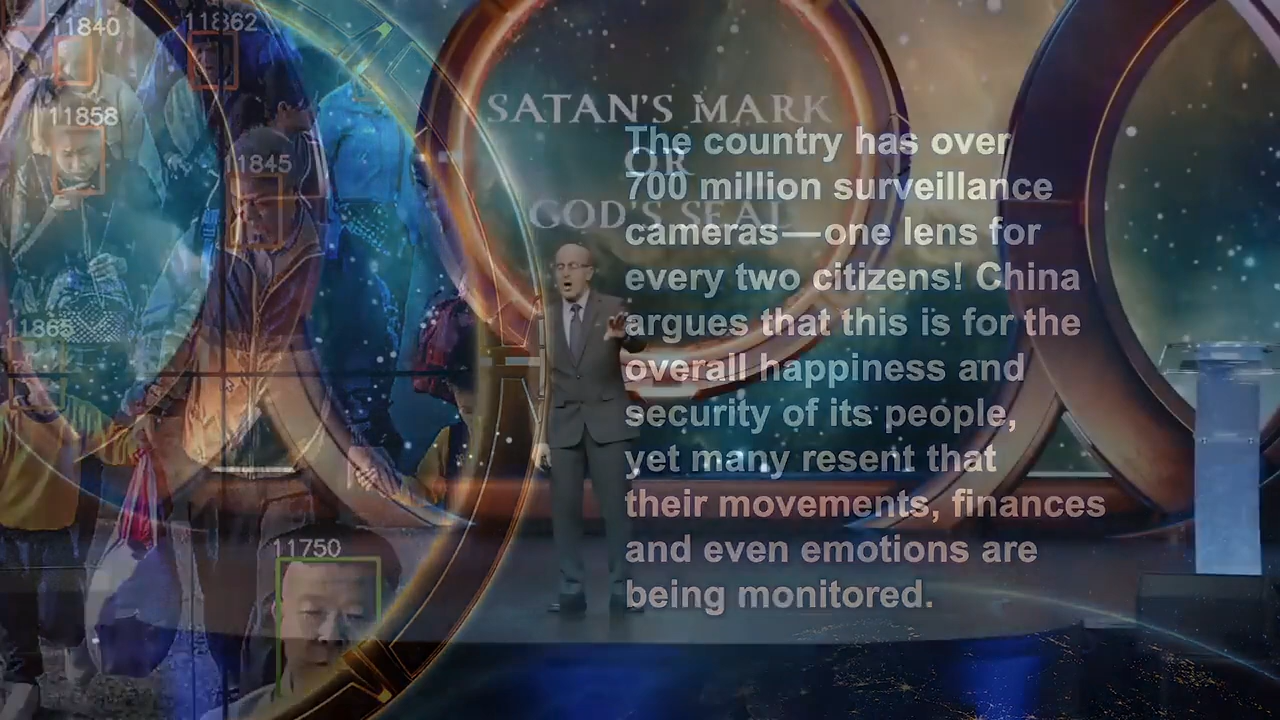 11840
11862
11858
11845
11865
11750
SATAN'S MARK
OR
GOD'S SEAL
The country has over
700 million surveillance
cameras—one lens for
every two citizens! China
argues that this is for the
overall happiness and
security of its people,
yet many resent that
their movements, finances
and even emotions are
being monitored.